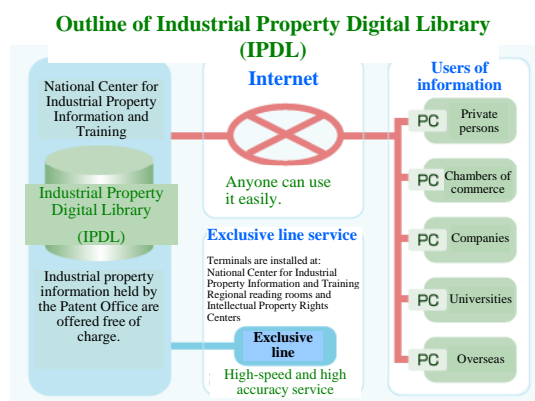 Outline of Industrial Property Digital Library
(IPDL)
National Center for
Industrial Property
Information and
Training
Industrial Property
Digital Library
(IPDL)
Industrial property
information held by
the Patent Office are
offered free of
charge.
Internet
Anyone can use
it easily.
Exclusive line service
Terminals are installed at:
National Center for Industrial
Property Information and Training
Regional reading rooms and
Intellectual Property Rights
Centers
Exclusive
line
High-speed and high
accuracy service
Users of
information
PC Private
persons
PC Chambers of
commerce
PC Companies
PC Universities
PC Overseas